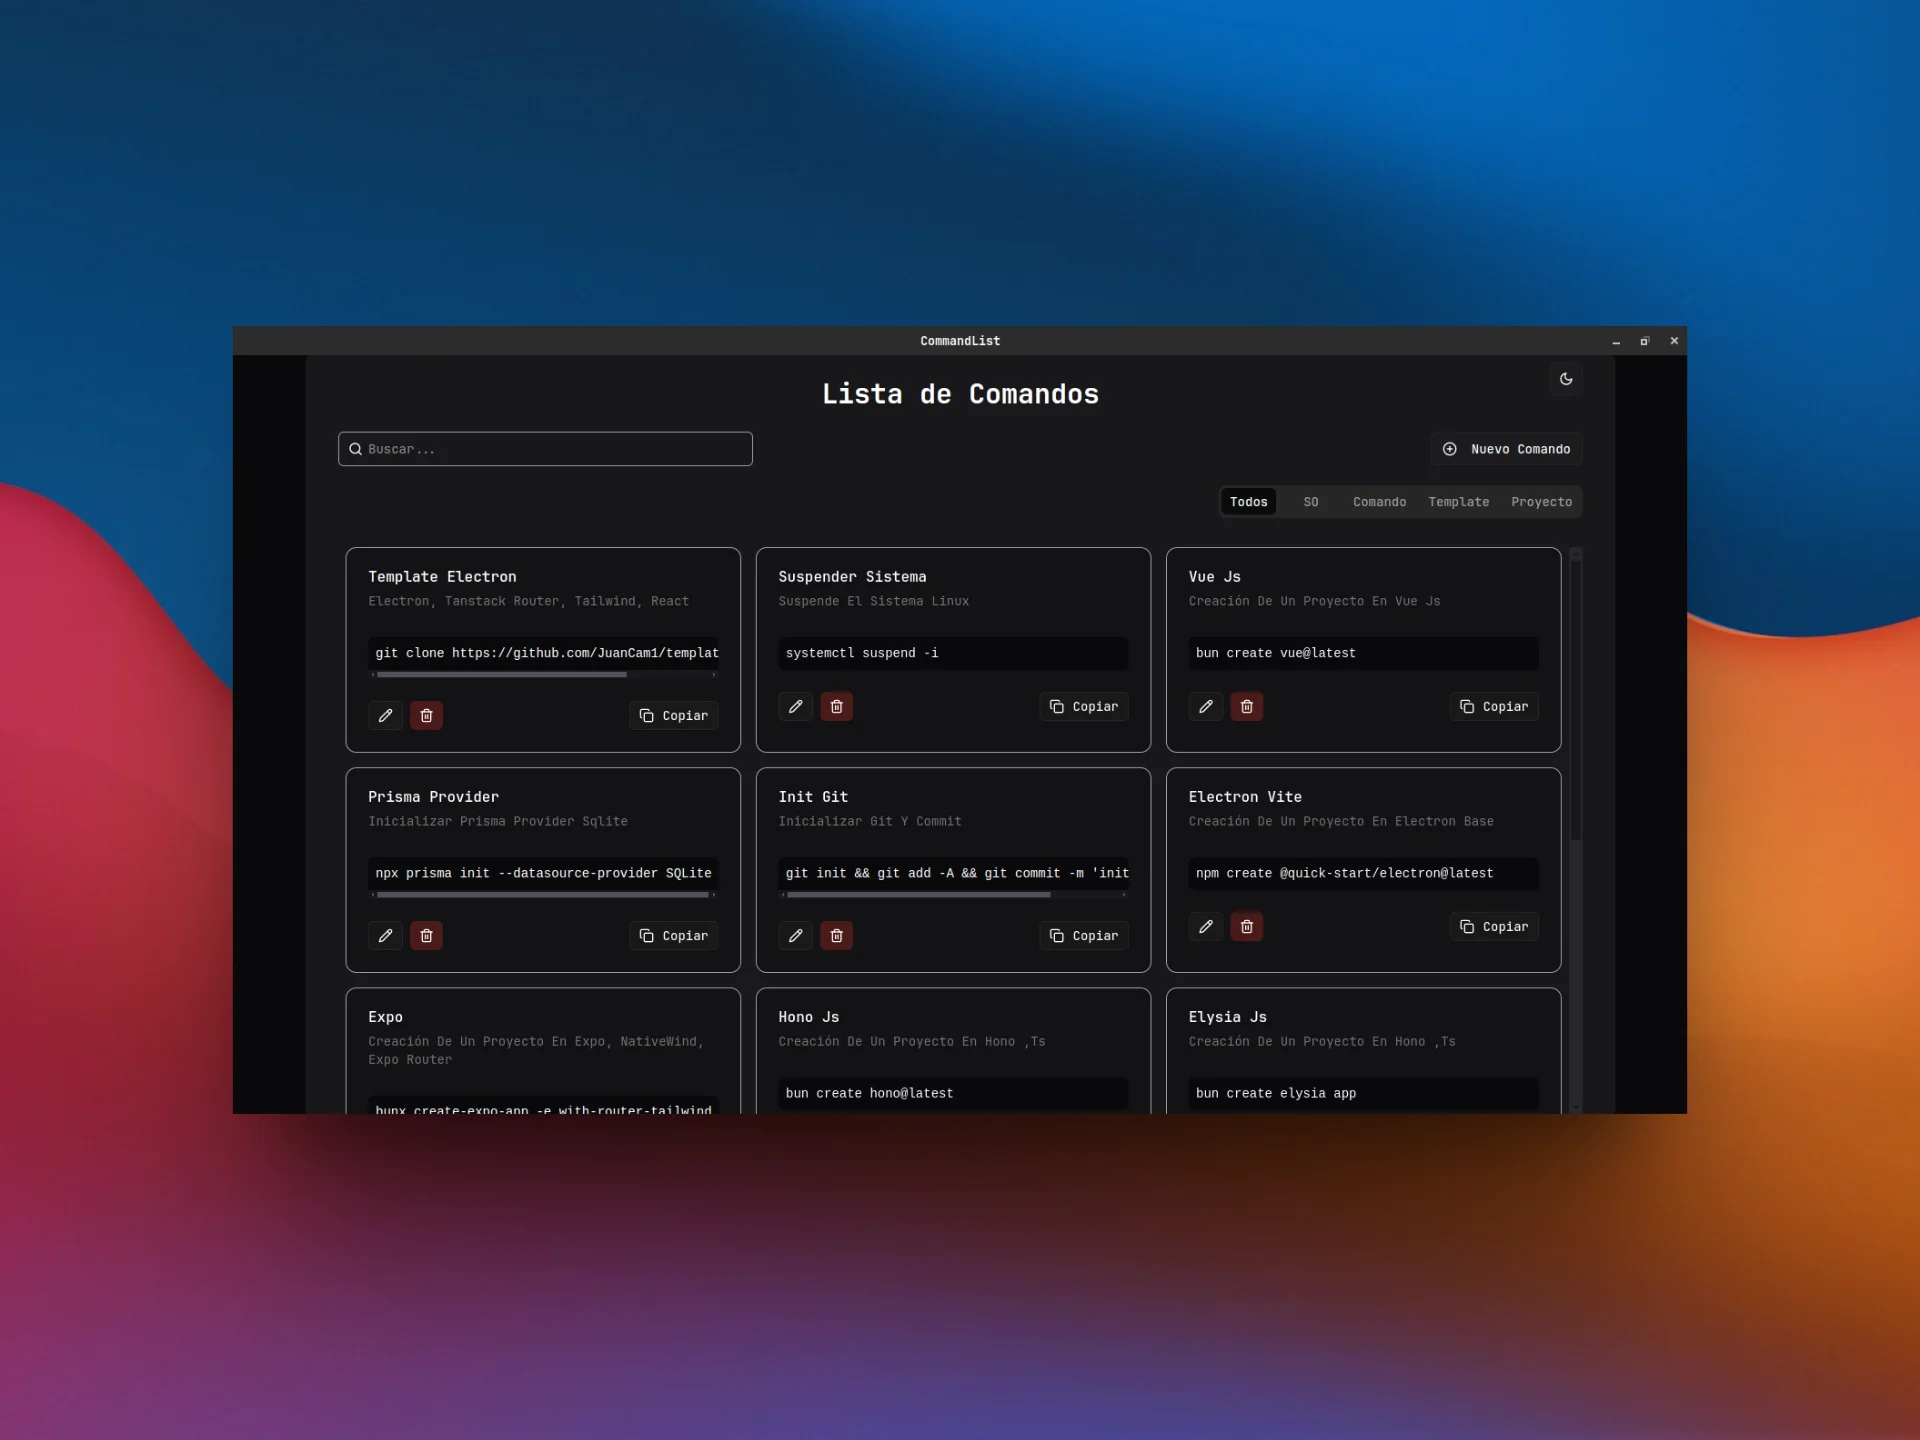 CommandList
Lista de Comandos
Buscar...
Nuevo Comando
Todos SO Comando Template Proyecto
Template Electron
Electron, Tanstack Router, Tailwind, React
git clone https://github.com/JuanCam1/templat
Copiar
Suspender Sistema
Suspende El Sistema Linux
systemctl suspend -i
Copiar
Vue Js
Creación De Un Proyecto En Vue Js
bun create vue@latest
Copiar
Prisma Provider
Inicializar Prisma Provider Sqlite
npx prisma init --datasource-provider SQLite
Copiar
Init Git
Inicializar Git Y Commit
git init && git add -A && git commit -m 'init
Copiar
Electron Vite
Creación De Un Proyecto En Electron Base
npm create @quick-start/electron@latest
Copiar
Expo
Creación De Un Proyecto En Expo, NativeWind,
Expo Router
bunx create-expo-app -e with-router-tailwind
Hono Js
Creación De Un Proyecto En Hono ,Ts
bun create hono@latest
Elysia Js
Creación De Un Proyecto En Hono ,Ts
bun create elysia app